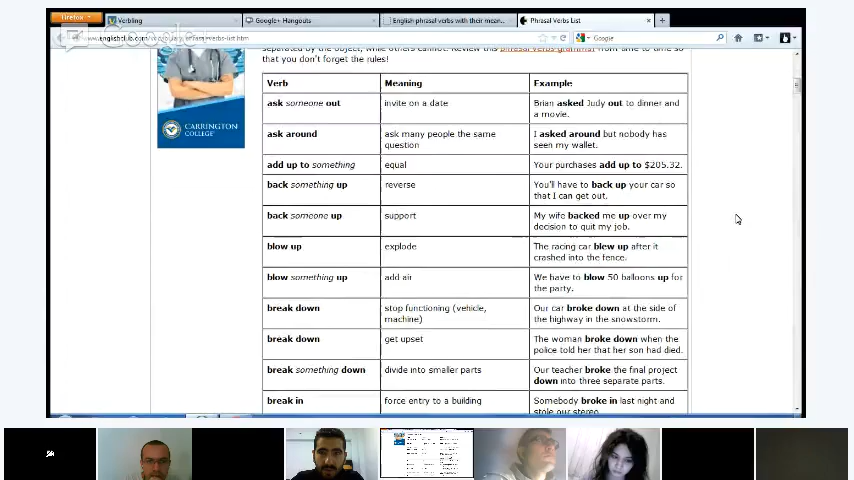 Firefox
Verbling
Google+ Hangouts
English phrasal verbs with their mean...
Phrasal Verbs List
www.englishclub.com/vocabulary/
Google
Google
separated by the object, while others cannot. Review this phrasal verbs grammar from time to time so
that you don't forget the rules!
CARRINGTON
COLLEGE
Verb Meaning Example
ask someone out invite on a date Brian asked Judy out to dinner and
a movie.
ask around ask many people the same I asked around but nobody has
question seen my wallet.
add up to something equal Your purchases add up to $205.32.
back something up reverse You'll have to back up your car so
that I can get out.
back someone up support My wife backed me up over my
decision to quit my job.
blow up explode The racing car blew up after it
crashed into the fence.
blow something up add air We have to blow 50 balloons up for
the party.
break down stop functioning (vehicle, Our car broke down at the side of
machine) the highway in the snowstorm.
break down get upset The woman broke down when the
police told her that her son had died.
break something down divide into smaller parts Our teacher broke the final project
down into three separate parts.
break in force entry to a building Somebody broke in last night and
stole our stereo